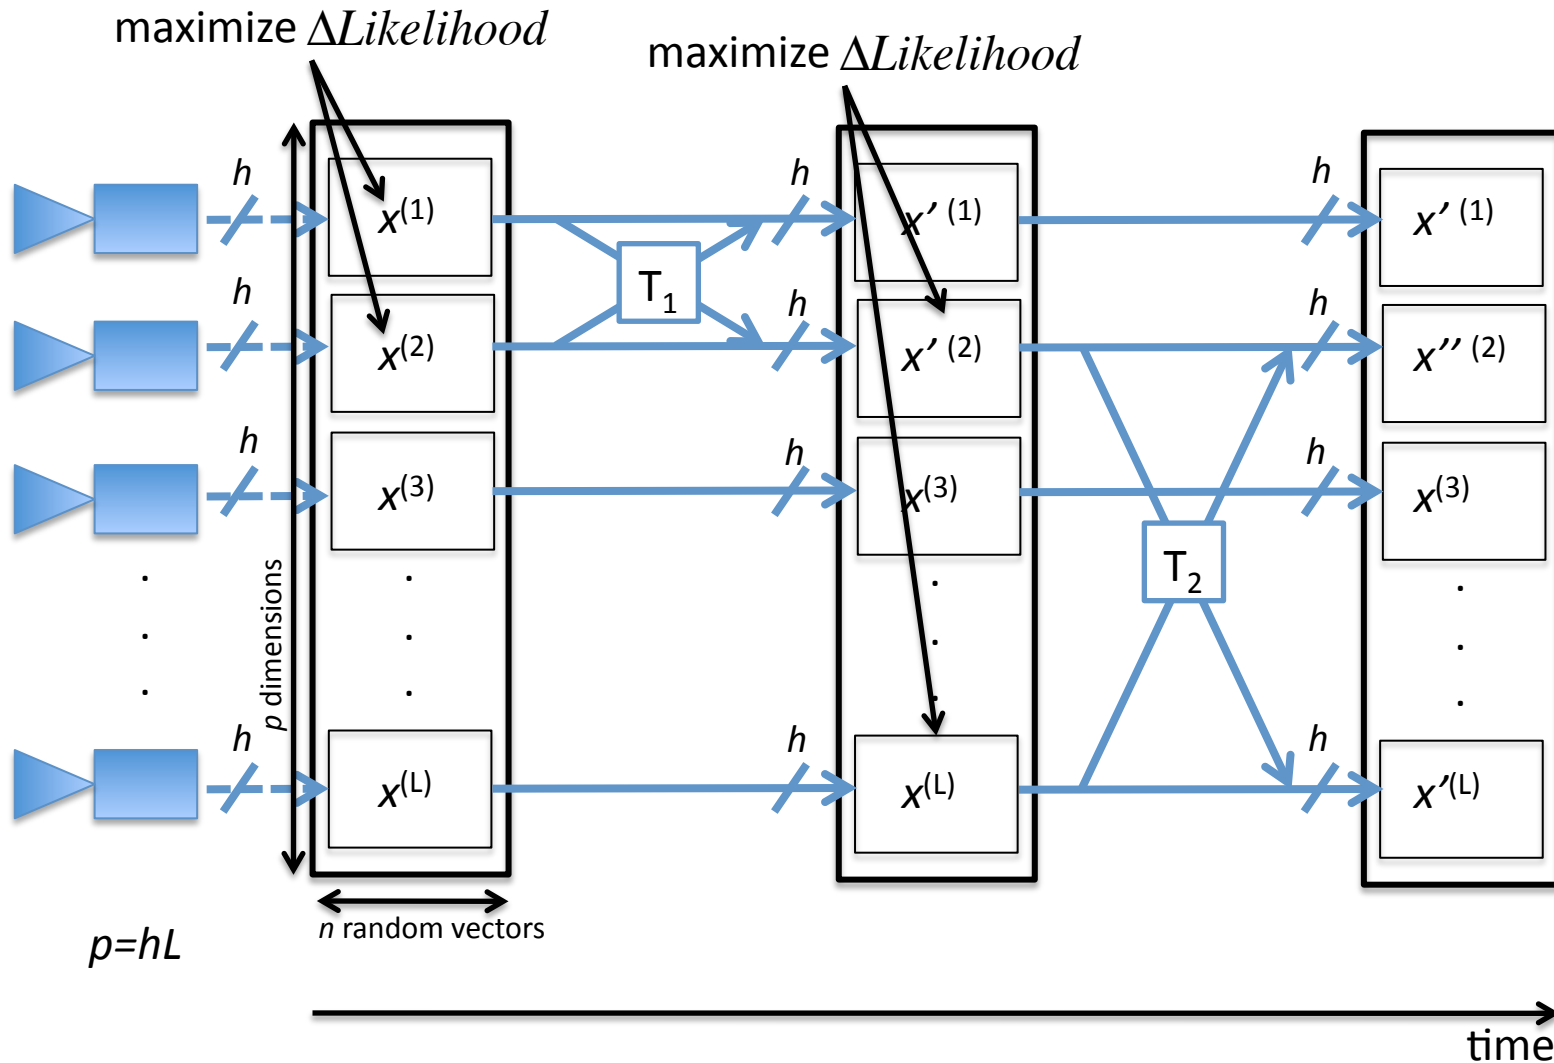 maximize ΔLikelihood
maximize ΔLikelihood
h
x(1)
h
x′ (1)
h
x′ (1)
h
T1
h
h
x(2)
x′ (2)
x′′ (2)
h
x(3)
h
x(3)
h
x(3)
T2
p dimensions
h
x(L)
h
x(L)
h
x′(L)
n random vectors
p=hL
time